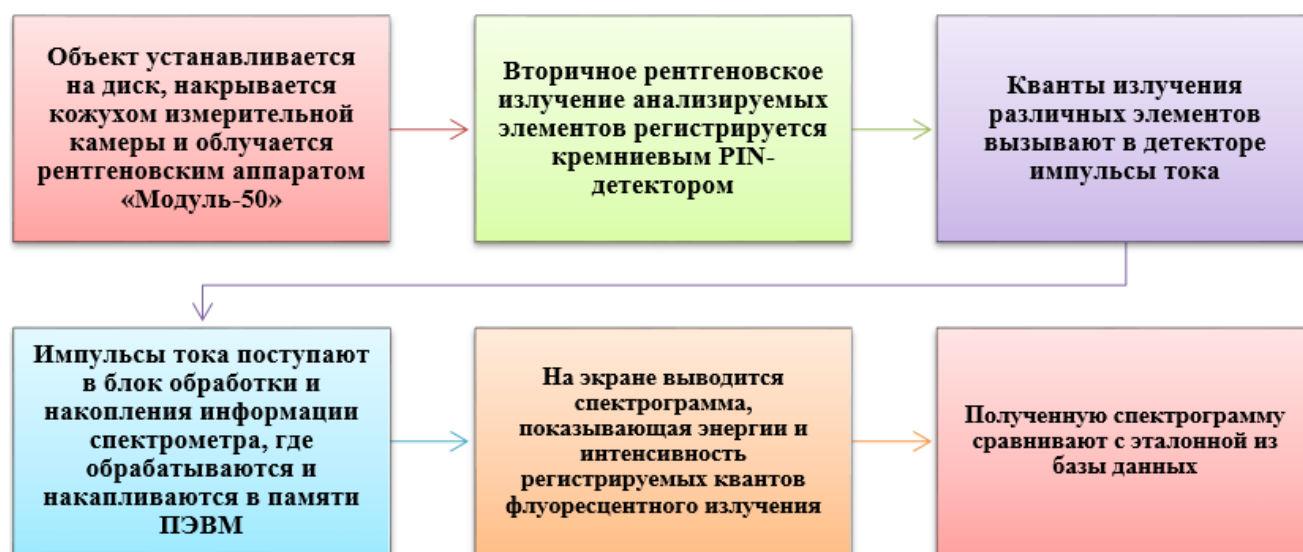 Объект устанавливается
на диск, накрывается
кожухом измерительной
камеры и облучается
рентгеновским аппаратом
«Модуль-50»
Вторичное рентгеновское
излучение анализируемых
элементов регистрируется
кремниевым PIN-
детектором
Кванты излучения
различных элементов
вызывают в детекторе
импульсы тока
Импульсы тока поступают
в блок обработки и
накопления информации
спектрометра, где
обрабатываются и
накапливаются в памяти
ПЭВМ
На экране выводится
спектрограмма,
показывающая энергии и
интенсивность
регистрируемых квантов
флуоресцентного излучения
Полученную спектрограмму
сравнивают с эталонной из
базы данных